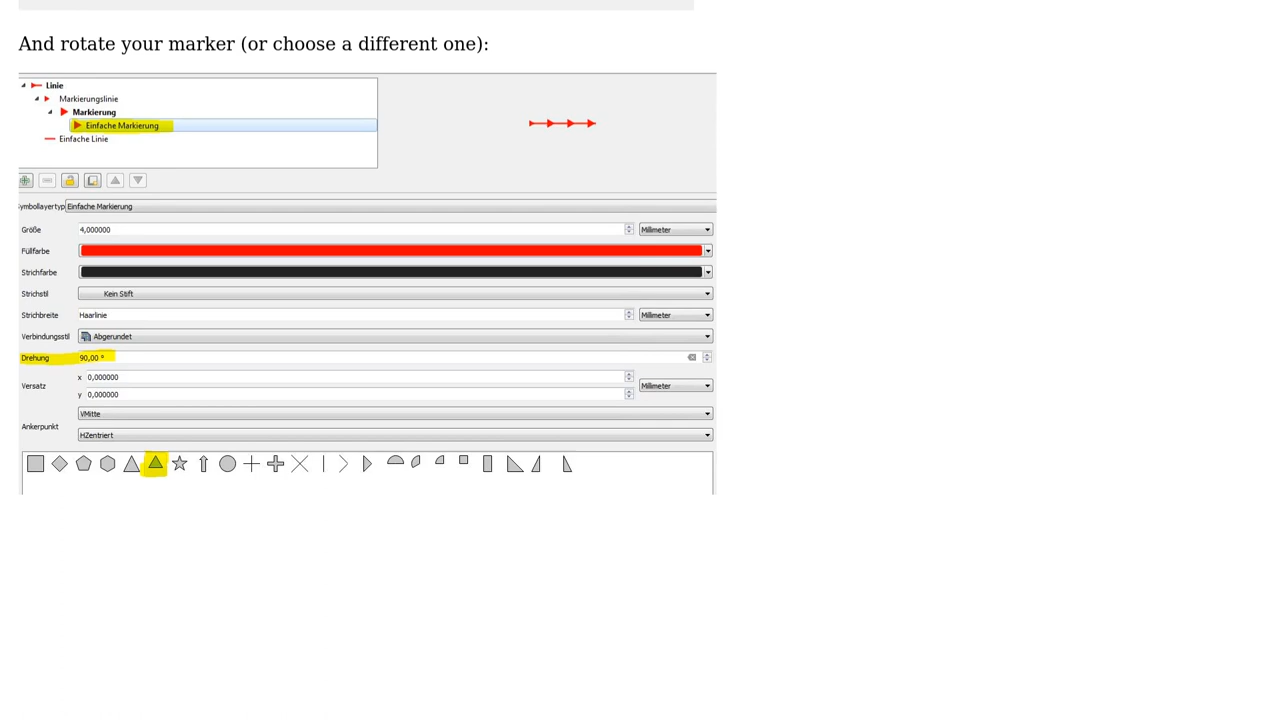 And rotate your marker (or choose a different one):
Linie
Markierungslinie
Markierung
Einfache Markierung
Einfache Linie
Symbollayertyp Einfache Markierung
Größe 4,000000 Millimeter
Füllfarbe
Strichfarbe
Strichstil Kein Stift
Strichbreite Haarlinie Millimeter
Verbindungsstil Abgerundet
Drehung 90,00 °
Versatz x 0,000000 Millimeter
y 0,000000
Ankerpunkt VMitte
HZentriert